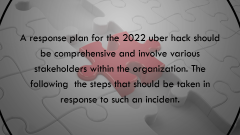 A response plan for the 2022 uber hack should
be comprehensive and involve various
stakeholders within the organization. The
following  the steps that should be taken in
response to such an incident.